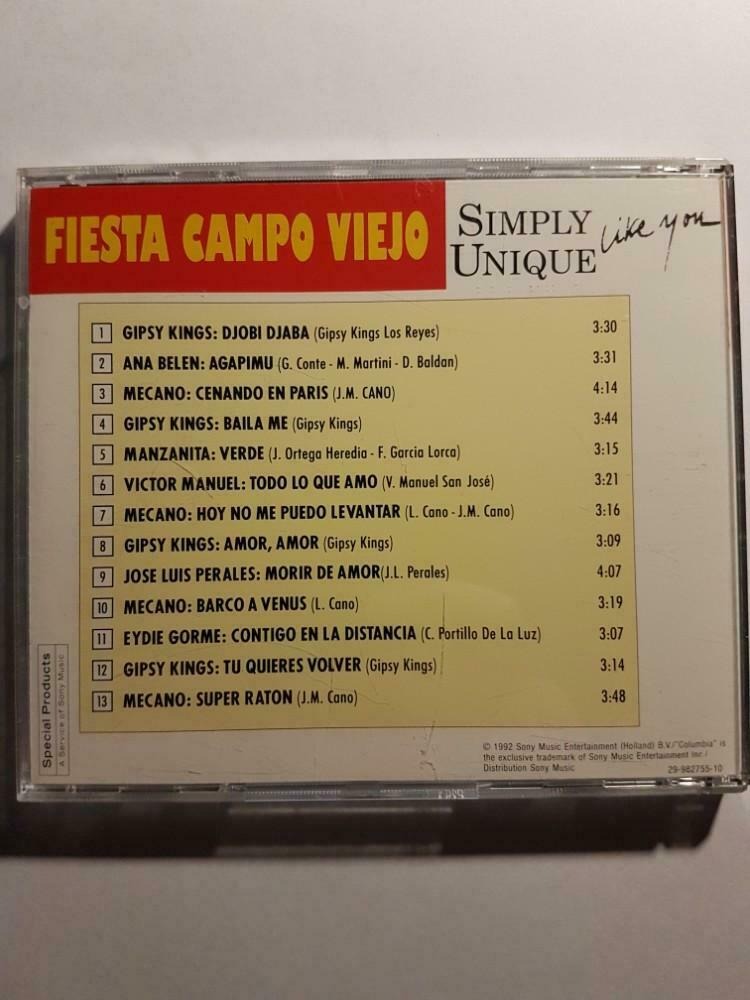 FIESTA CAMPO VIEJO
SIMPLY
UNIQUE
Like you
1 GIPSY KINGS: DJOBI DJABA (Gipsy Kings Los Reyes) 3:30
2 ANA BELEN: AGAPIMU (G. Conte - M. Martini - D. Baldan) 3:31
3 MECANO: CENANDO EN PARIS (J.M. CANO) 4:14
4 GIPSY KINGS: BAILA ME (Gipsy Kings) 3:44
5 MANZANITA: VERDE (J. Ortega Heredia - F. Garcia Lorca) 3:15
6 VICTOR MANUEL: TODO LO QUE AMO (V. Manuel San José) 3:21
7 MECANO: HOY NO ME PUEDO LEVANTAR (L. Cano - J.M. Cano) 3:16
8 GIPSY KINGS: AMOR, AMOR (Gipsy Kings) 3:09
9 JOSE LUIS PERALES: MORIR DE AMOR(J.L. Perales) 4:07
10 MECANO: BARCO A VENUS (L. Cano) 3:19
11 EYDIE GORME: CONTIGO EN LA DISTANCIA (C. Portillo De La Luz) 3:07
12 GIPSY KINGS: TU QUIERES VOLVER (Gipsy Kings) 3:14
13 MECANO: SUPER RATON (J.M. Cano) 3:48
Special Products
A Service of Sony Music
© 1992 Sony Music Entertainment (Holland) B.V./"Columbia" is
the exclusive trademark of Sony Music Entertainment Inc./
Distribution Sony Music 29-982755-10